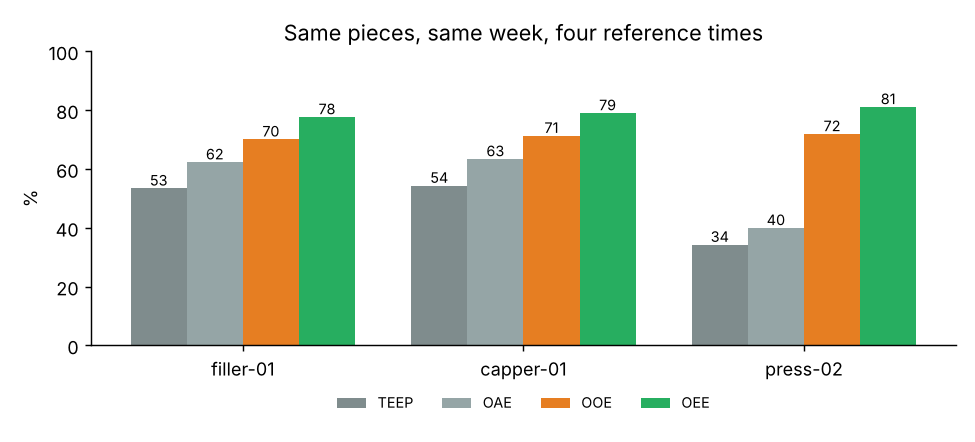 Same pieces, same week, four reference times
%
100
80
60
40
20
0
53
62
70
78
54
63
71
79
34
40
72
81
filler-01
capper-01
press-02
TEEP
OAE
OOE
OEE